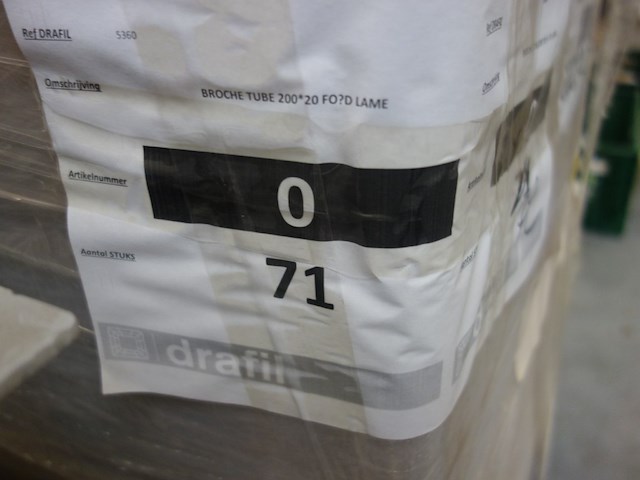 Ref DRAFIL 5360
Omschrijving
BROCHE TUBE 200*20 FO?D LAME
Artikelnummer
0
Aantal STUKS
71
drafil